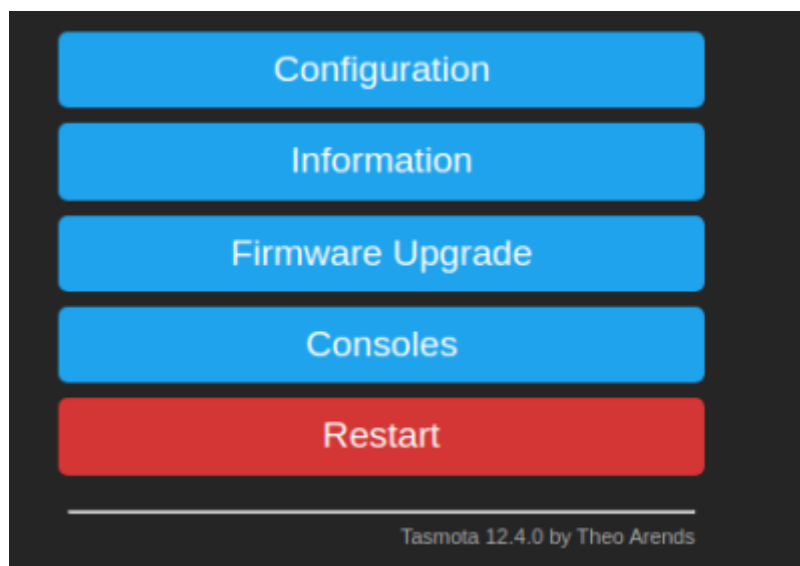 Configuration
Information
Firmware Upgrade
Consoles
Restart
Tasmota 12.4.0 by Theo Arends